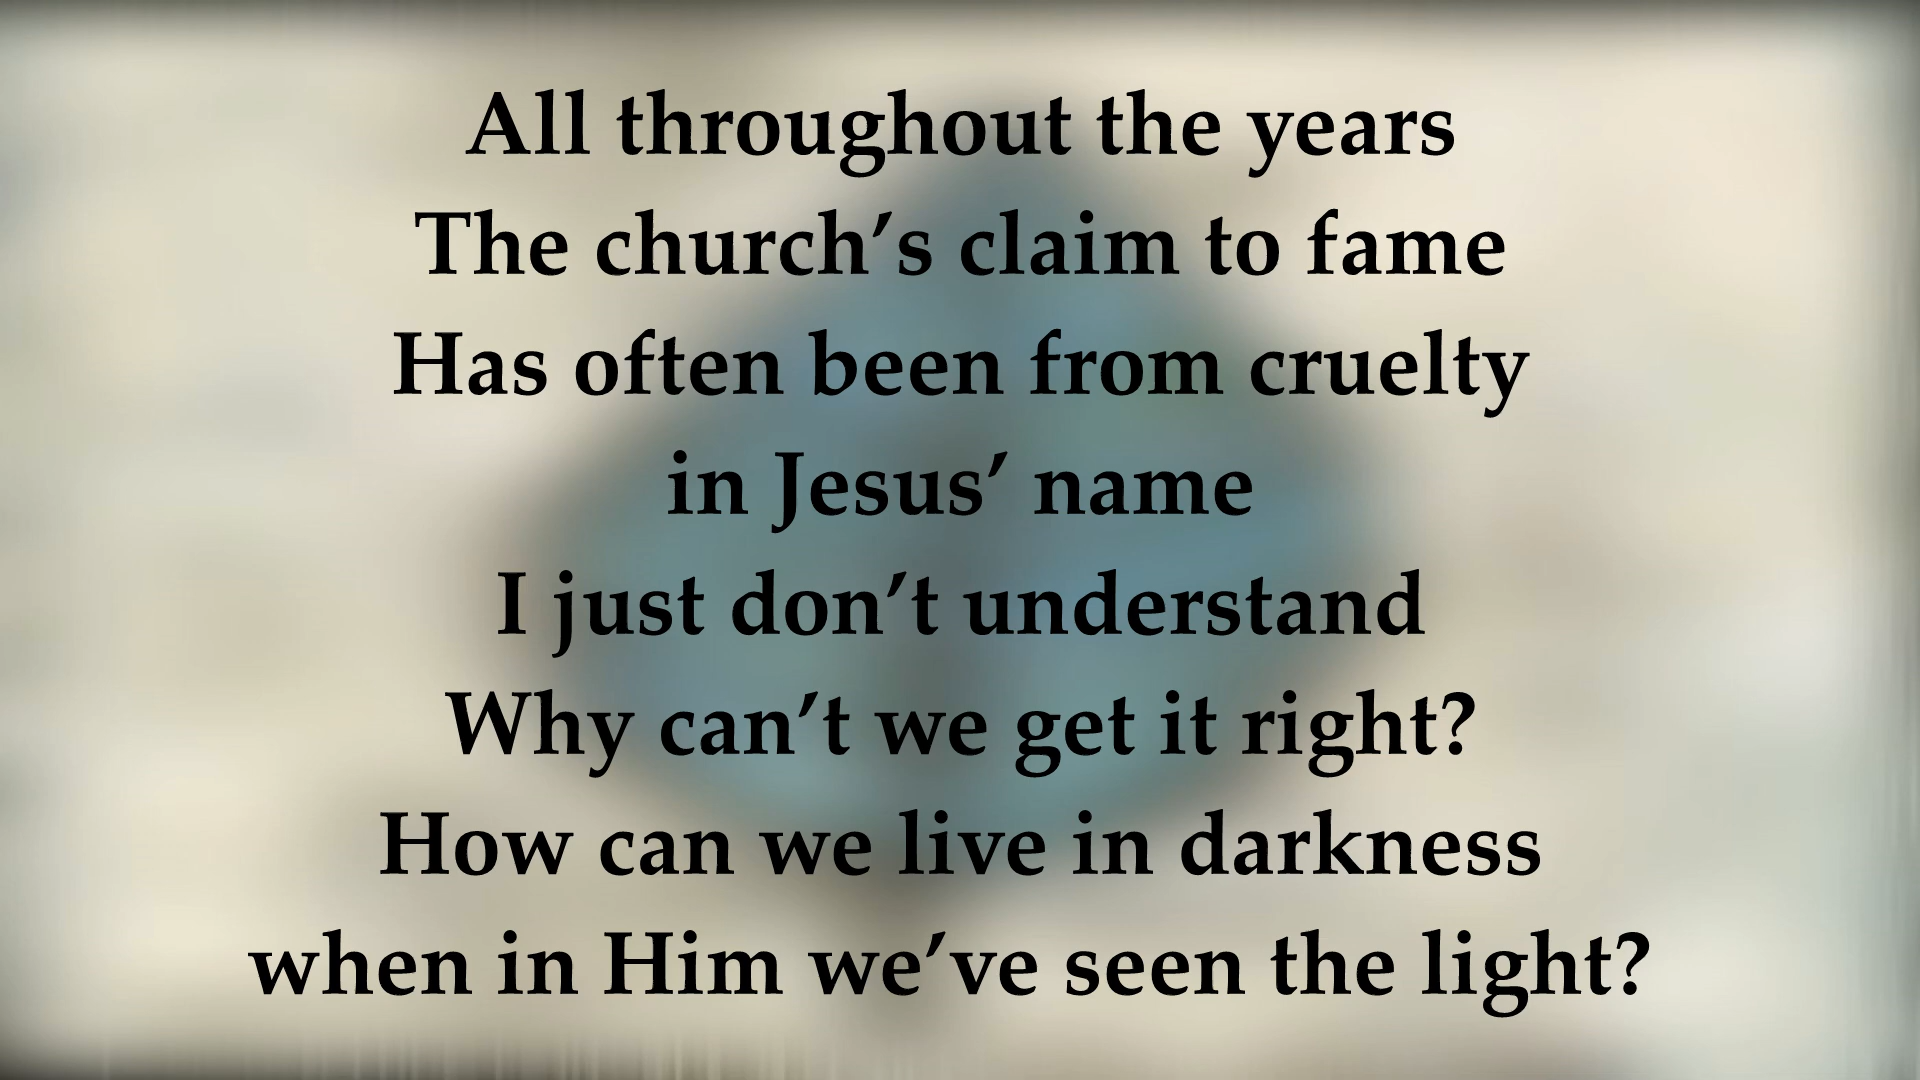 All throughout the years
The church’s claim to fame
Has often been from cruelty
in Jesus’ name
I just don’t understand
Why can’t we get it right?
How can we live in darkness
when in Him we’ve seen the light?